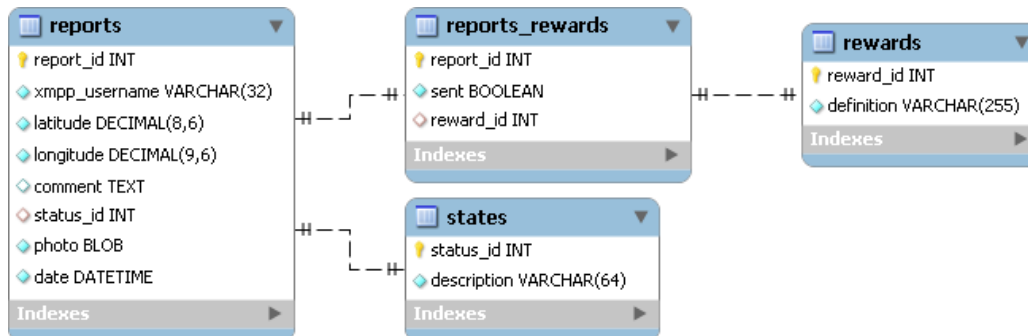 reports
report_id INT
xmpp_username VARCHAR(32)
latitude DECIMAL(8,6)
longitude DECIMAL(9,6)
comment TEXT
status_id INT
photo BLOB
date DATETIME
Indexes
reports_rewards
report_id INT
sent BOOLEAN
reward_id INT
Indexes
states
status_id INT
description VARCHAR(64)
Indexes
rewards
reward_id INT
definition VARCHAR(255)
Indexes